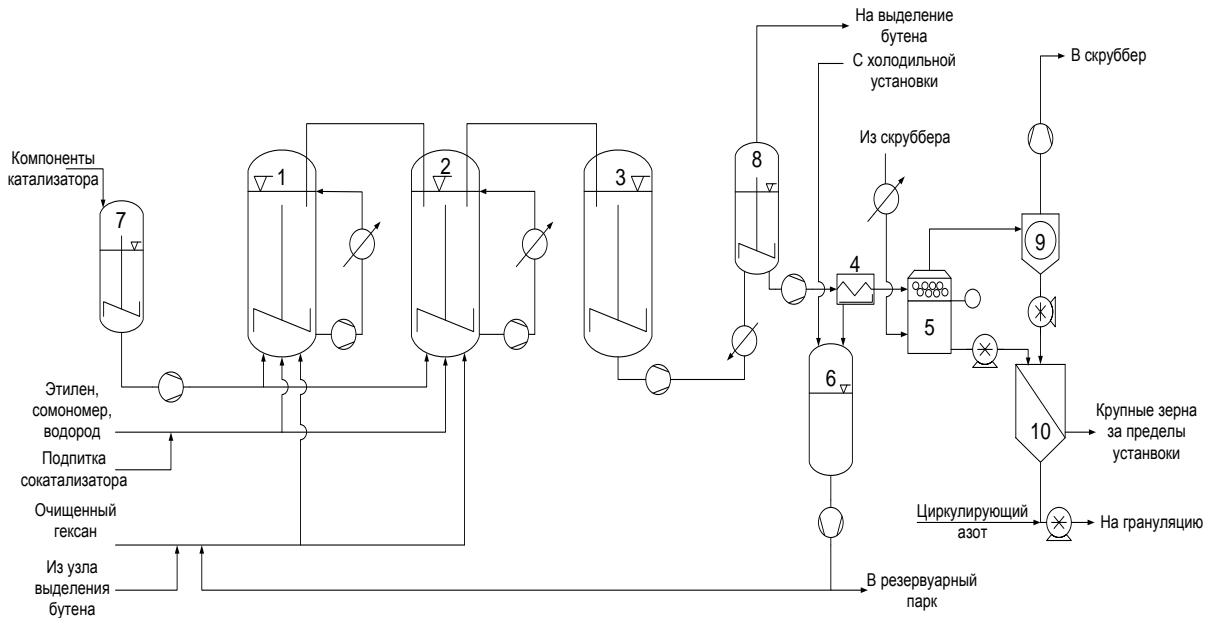 На выделение
бутена
С холодильной
установки
В скруббер
Из скруббера
Компоненты
катализатора
1
2
3
8
7
4
9
5
6
10
Этилен,
сомономер,
водород
Подпитка
сокатализатора
Крупные зерна
за пределы
устанвоки
Очищенный
гексан
Циркулирующий
азот
На грануляцию
Из узла
выделения
бутена
В резервуарный
парк